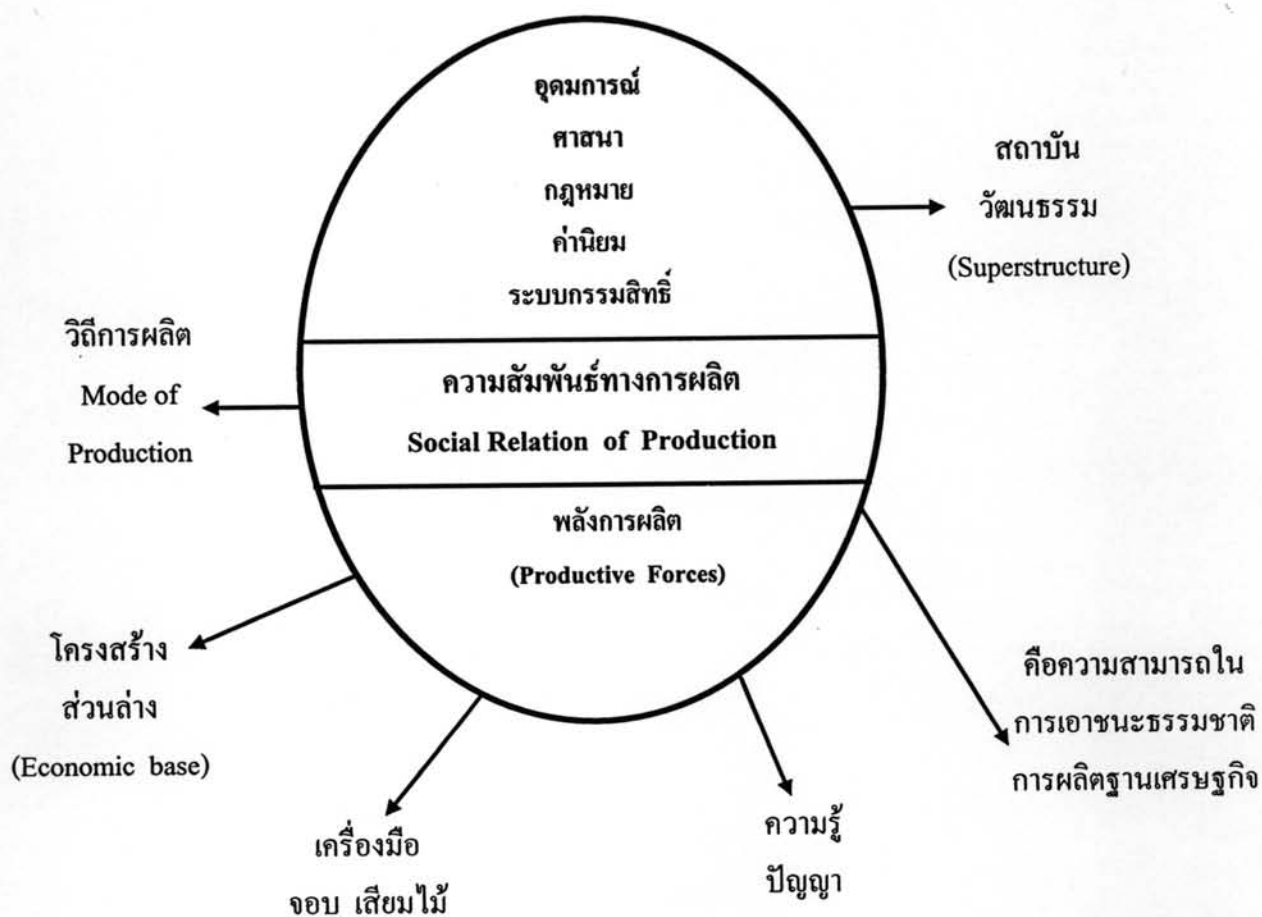 อุดมการณ์
ศาสนา
กฎหมาย
ค่านิยม
ระบบกรรมสิทธิ์
สถาบัน
วัฒนธรรม
(Superstructure)
วิถีการผลิต
Mode of
Production
ความสัมพันธ์ทางการผลิต
Social Relation of Production
พลังการผลิต
(Productive Forces)
โครงสร้าง
ส่วนล่าง
(Economic base)
คือความสามารถใน
การเอาชนะธรรมชาติ
การผลิตฐานเศรษฐกิจ
เครื่องมือ
จอบ เสียมไม้
ความรู้
ปัญญา